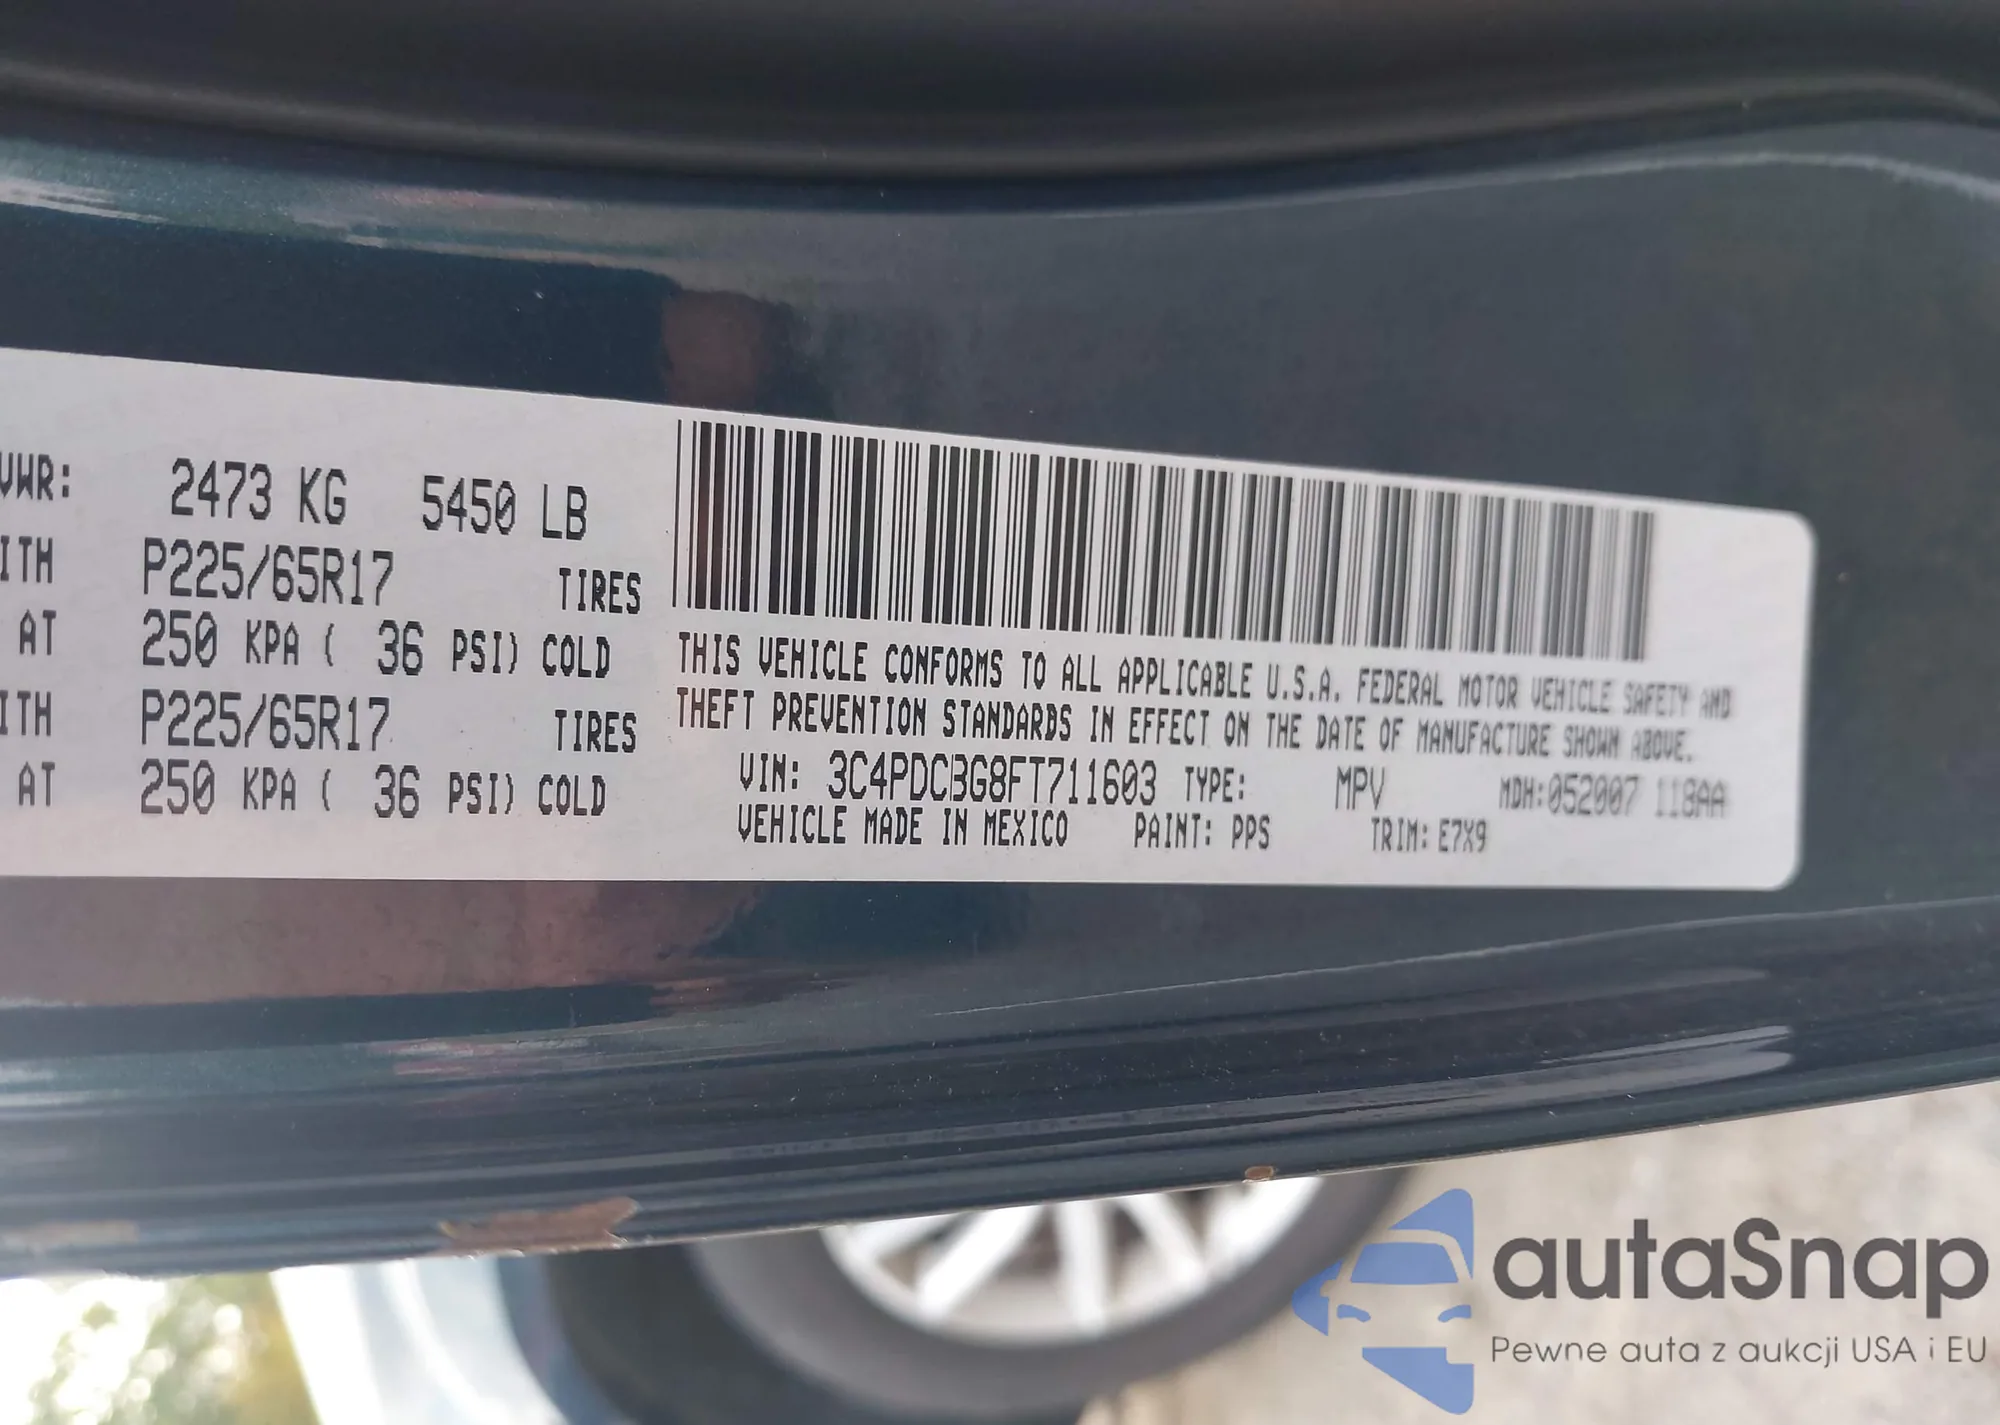 VWR: 2473 KG 5450 LB
ITH P225/65R17 TIRES
AT 250 KPA ( 36 PSI) COLD
ITH P225/65R17 TIRES
AT 250 KPA ( 36 PSI) COLD
THIS VEHICLE CONFORMS TO ALL APPLICABLE U.S.A. FEDERAL MOTOR VEHICLE SAFETY AND
THEFT PREVENTION STANDARDS IN EFFECT ON THE DATE OF MANUFACTURE SHOWN ABOVE.
VIN: 3C4PDCBG8FT711603 TYPE: MPV MDH:052007 118AA
VEHICLE MADE IN MEXICO PAINT: PPS TRIM: E7X9
autaSnap
Pewne auta z aukcji USA i EU